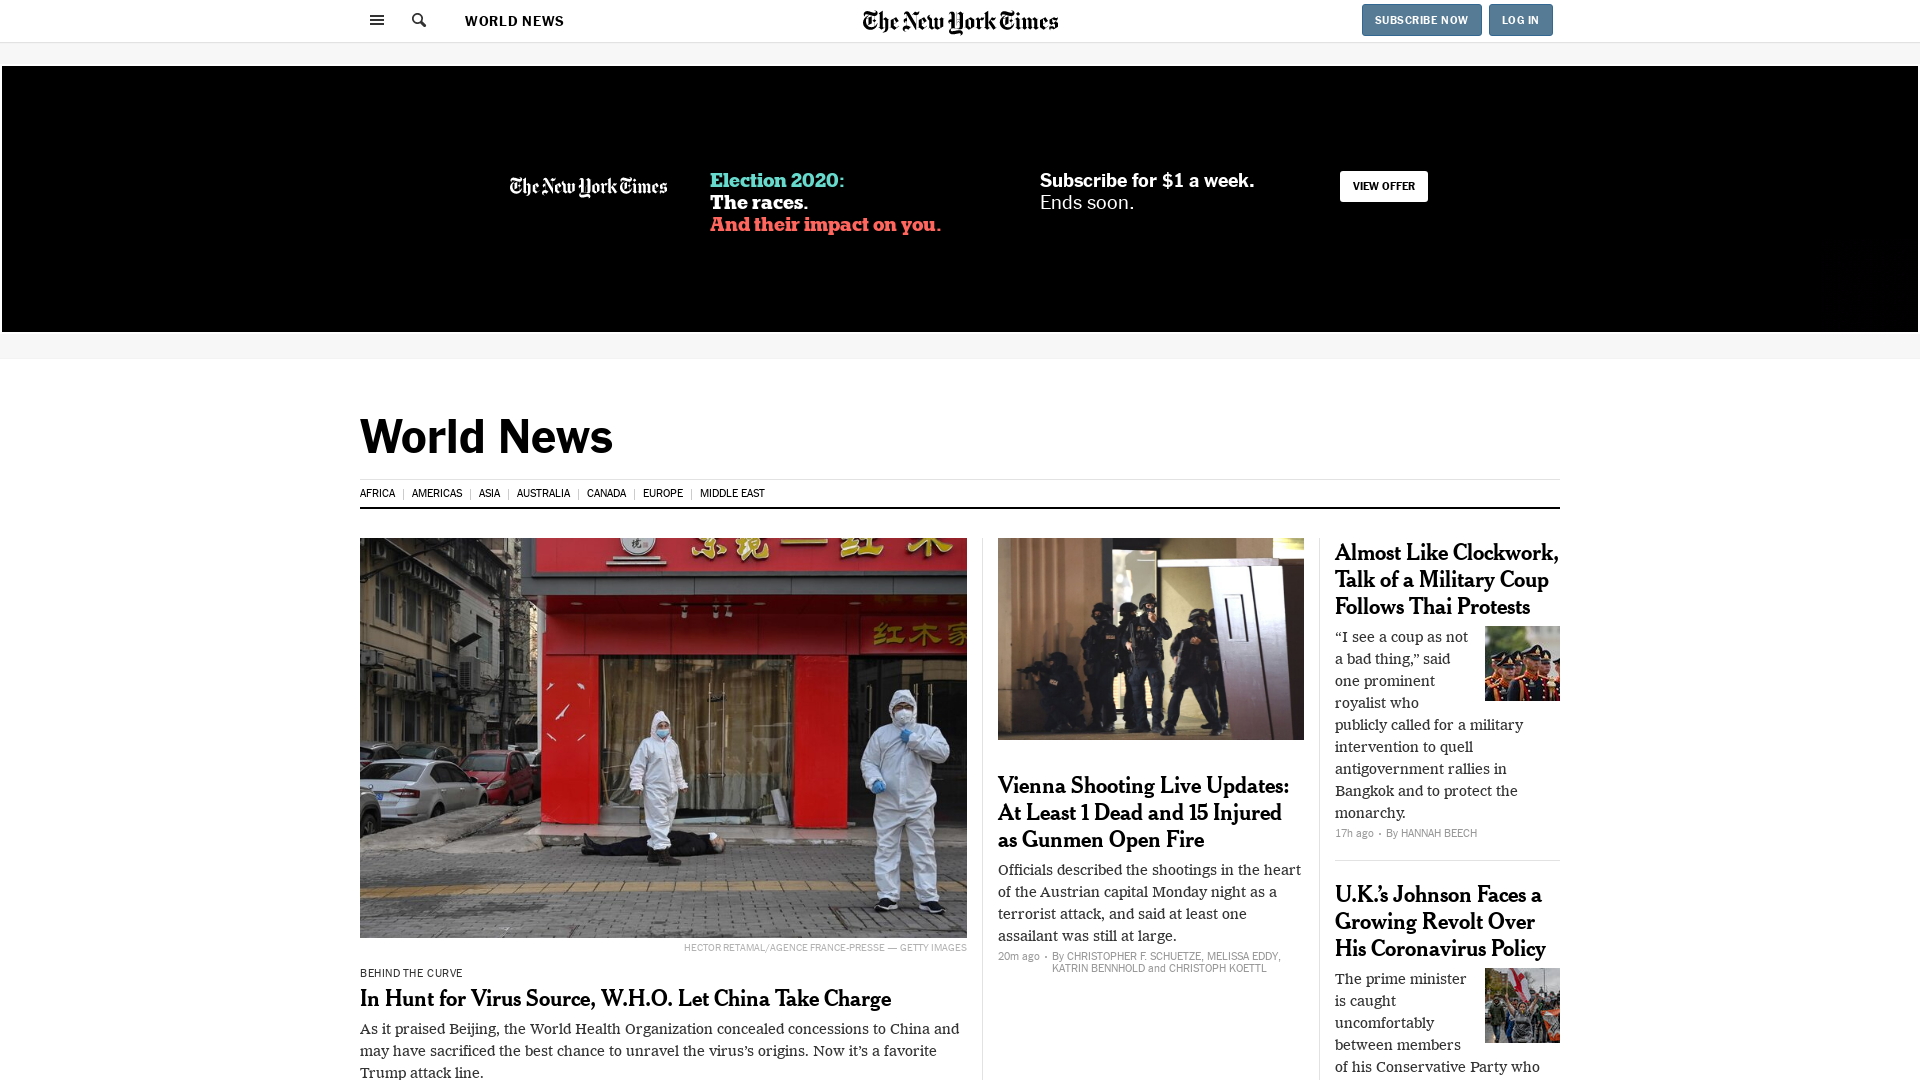 WORLD NEWS
The New York Times
SUBSCRIBE NOW
LOG IN
The New York Times
Election 2020:
The races.
And their impact on you.
Subscribe for $1 a week.
Ends soon.
VIEW OFFER
World News
AFRICA
AMERICAS
ASIA
AUSTRALIA
CANADA
EUROPE
MIDDLE EAST
红木家
HECTOR RETAMAL/AGENCE FRANCE-PRESSE — GETTY IMAGES
BEHIND THE CURVE
In Hunt for Virus Source, W.H.O. Let China Take Charge
As it praised Beijing, the World Health Organization concealed concessions to China and
may have sacrificed the best chance to unravel the virus’s origins. Now it’s a favorite
Trump attack line.
Vienna Shooting Live Updates:
At Least 1 Dead and 15 Injured
as Gunmen Open Fire
Officials described the shootings in the heart
of the Austrian capital Monday night as a
terrorist attack, and said at least one
assailant was still at large.
20m ago • By CHRISTOPHER F. SCHUETZE, MELISSA EDDY,
KATRIN BENNHOLD and CHRISTOPH KOETTL
Almost Like Clockwork,
Talk of a Military Coup
Follows Thai Protests
“I see a coup as not
a bad thing,” said
one prominent
royalist who
publicly called for a military
intervention to quell
antigovernment rallies in
Bangkok and to protect the
monarchy.
17h ago • By HANNAH BEECH
U.K.’s Johnson Faces a
Growing Revolt Over
His Coronavirus Policy
The prime minister
is caught
uncomfortably
between members
of his Conservative Party who